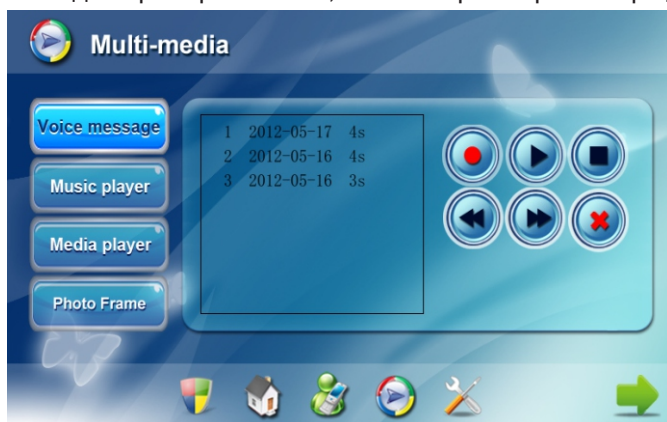 Multi-media
Voice message
Music player
Media player
Photo Frame
1 2012-05-17 4s
2 2012-05-16 4s
3 2012-05-16 3s